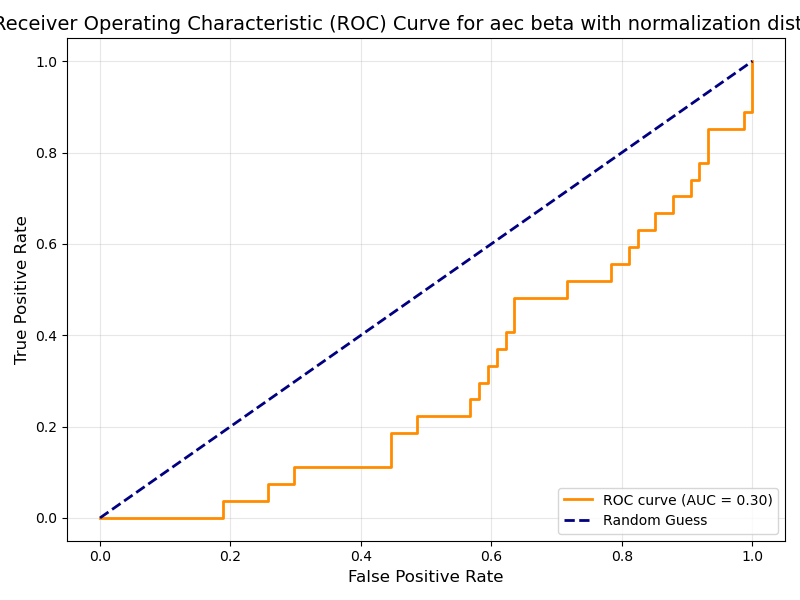 Receiver Operating Characteristic (ROC) Curve for aec beta with normalization dist
1.0
0.8
0.6
0.4
0.2
0.0
True Positive Rate
ROC curve (AUC = 0.30)
Random Guess
0.0 0.2 0.4 0.6 0.8 1.0
False Positive Rate